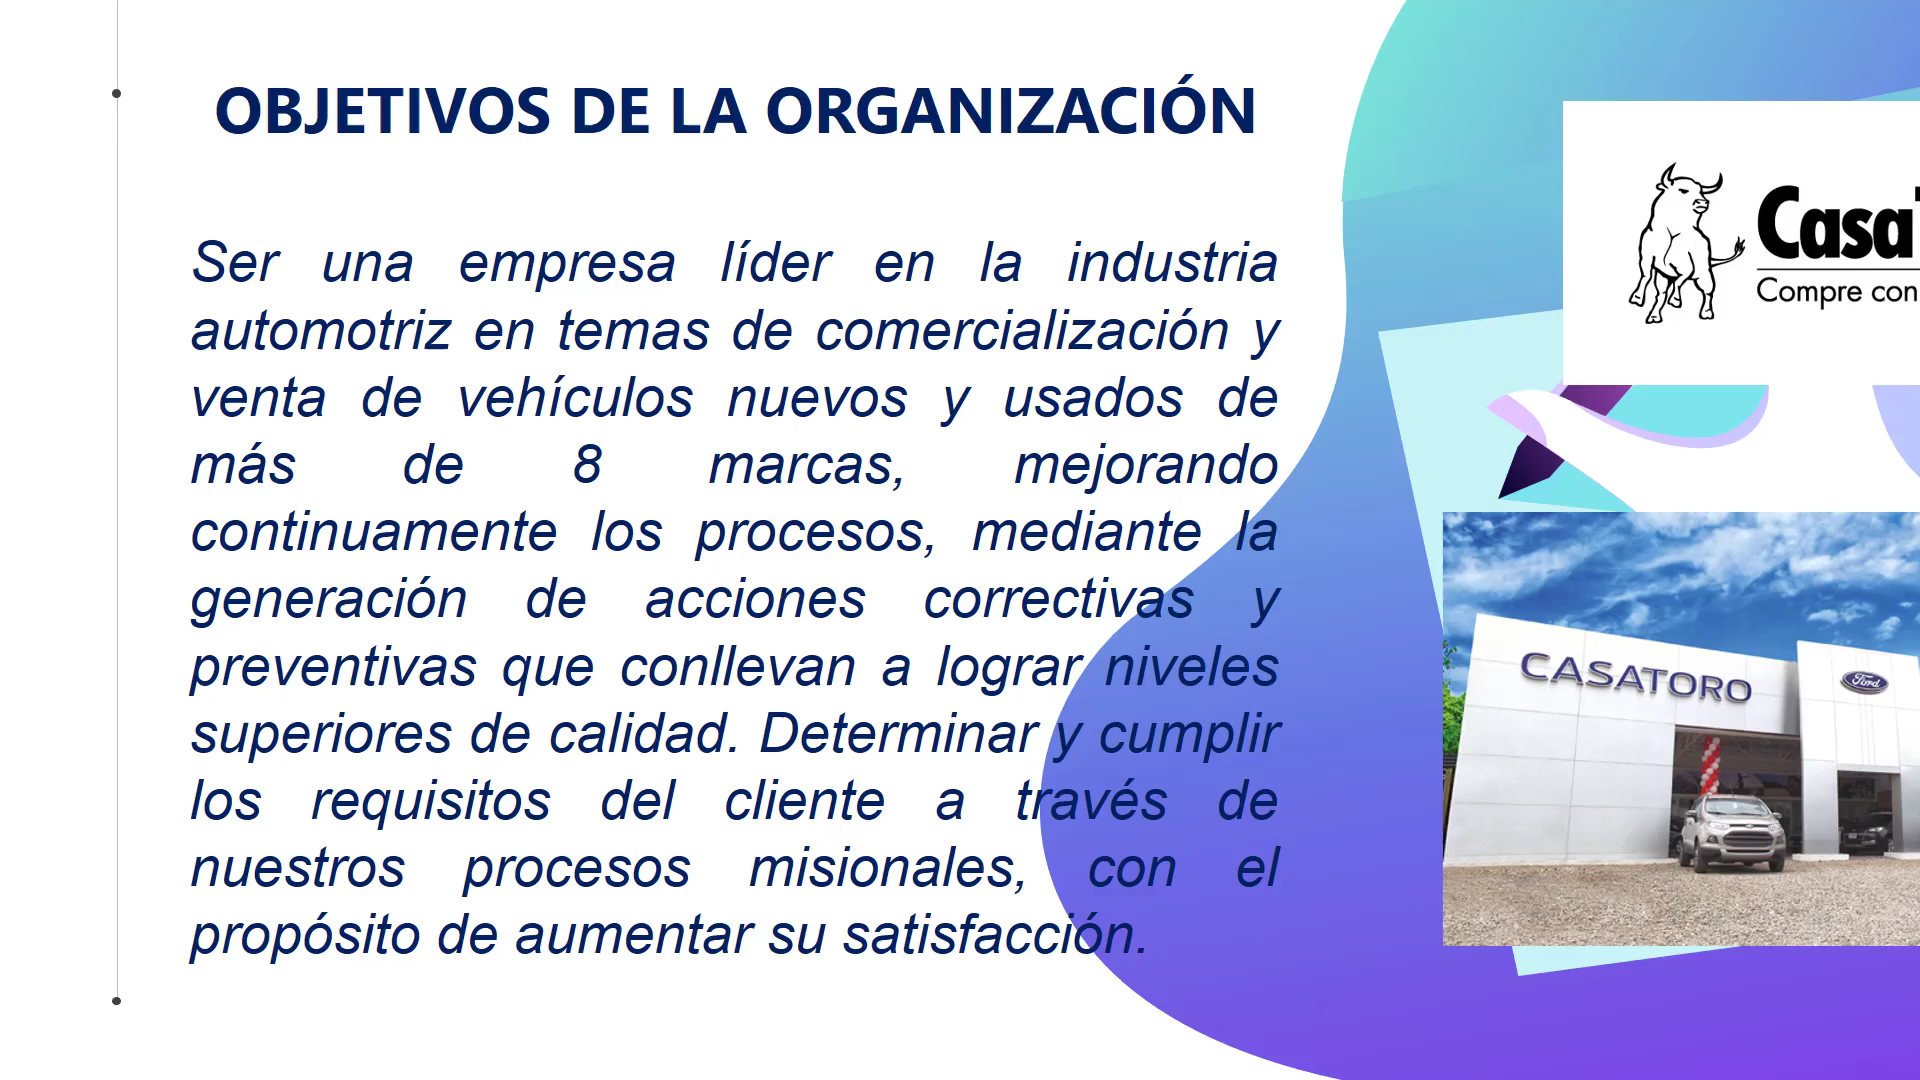 OBJETIVOS DE LA ORGANIZACIÓN
Ser una empresa líder en la industria
automotriz en temas de comercialización y
venta de vehículos nuevos y usados de
más de 8 marcas, mejorando
continuamente los procesos, mediante la
generación de acciones correctivas y
preventivas que conllevan a lograr niveles
superiores de calidad. Determinar y cumplir
los requisitos del cliente a través de
nuestros procesos misionales, con el
propósito de aumentar su satisfacción.
Casa
Compre con
CASATORO
Ford